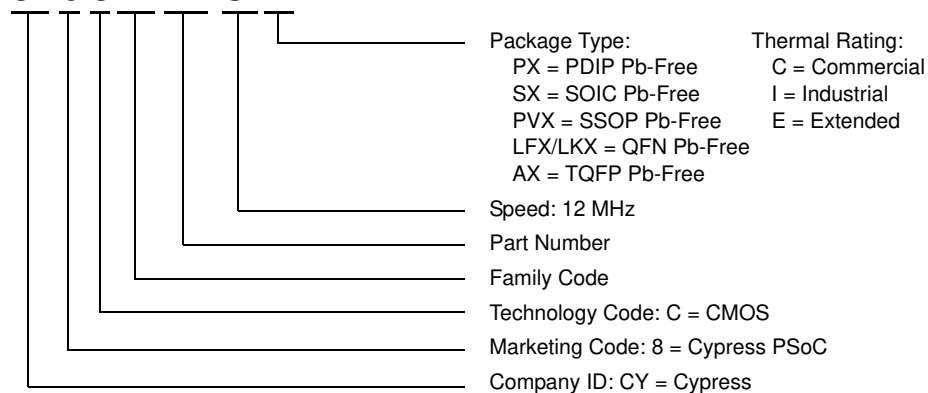 Package Type: Thermal Rating:
PX = PDIP Pb-Free C = Commercial
SX = SOIC Pb-Free I = Industrial
PVX = SSOP Pb-Free E = Extended
LFX/LKX = QFN Pb-Free
AX = TQFP Pb-Free
Speed: 12 MHz
Part Number
Family Code
Technology Code: C = CMOS
Marketing Code: 8 = Cypress PSoC
Company ID: CY = Cypress